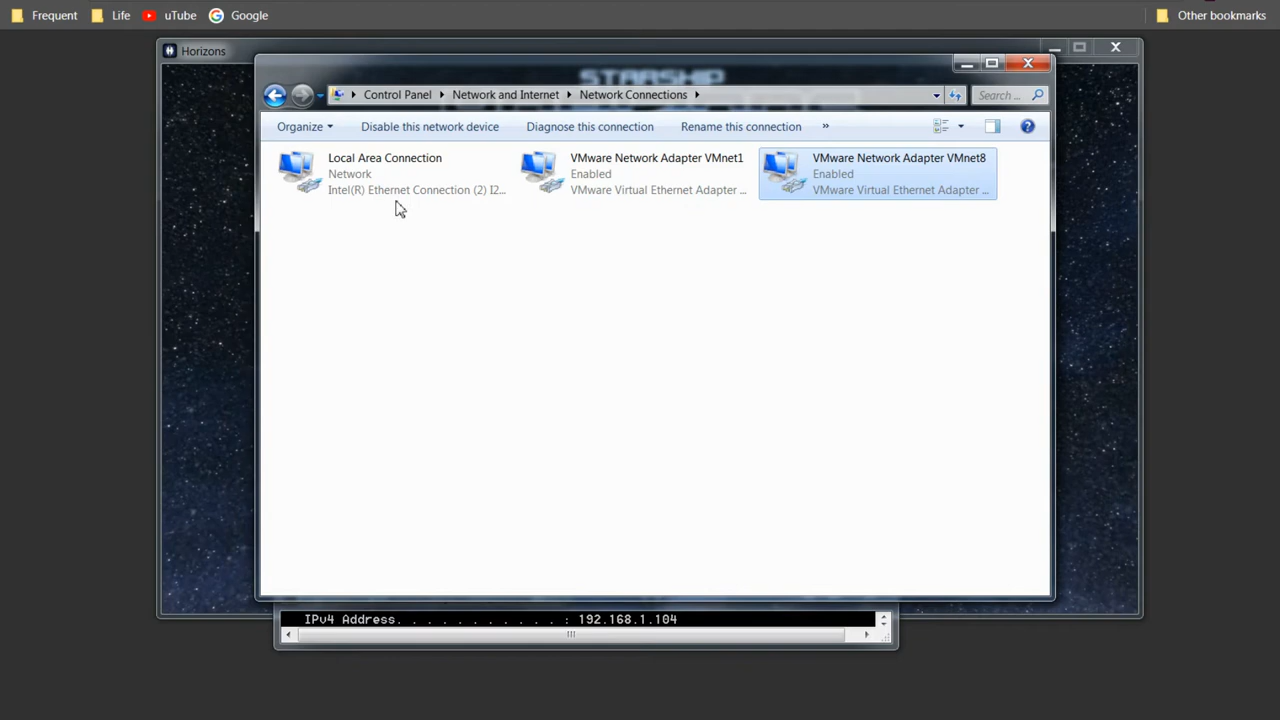 Frequent Life uTube Google Other bookmarks
Horizons
STARSHIP
Control Panel Network and Internet Network Connections Search ...
Organize Disable this network device Diagnose this connection Rename this connection »
Local Area Connection
Network
Intel(R) Ethernet Connection (2) I2...
VMware Network Adapter VMnet1
Enabled
VMware Virtual Ethernet Adapter ...
VMware Network Adapter VMnet8
Enabled
VMware Virtual Ethernet Adapter ...
IPv4 Address. . . . . . . . . . . : 192.168.1.104